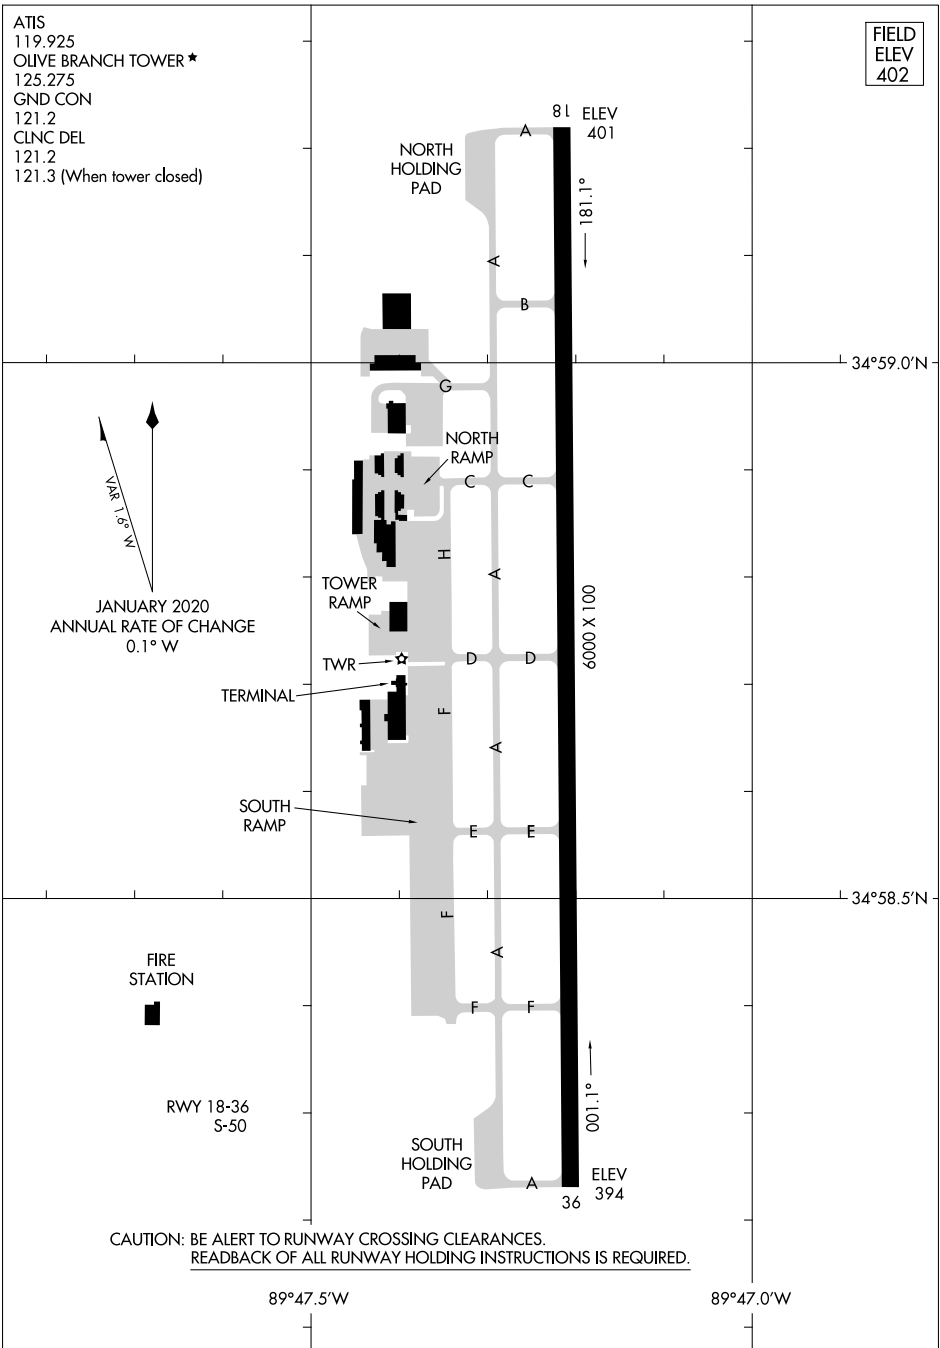 ATIS
119.925
OLIVE BRANCH TOWER ★
125.275
GND CON
121.2
CLNC DEL
121.2
121.3 (When tower closed)
FIELD
ELEV
402
18
ELEV
401
A
NORTH
HOLDING
PAD
181.1°
A
B
34°59.0'N
G
NORTH
RAMP
C
C
VAR 1.6° W
H
A
JANUARY 2020
ANNUAL RATE OF CHANGE
0.1° W
TOWER
RAMP
6000 X 100
TWR
D
D
TERMINAL
F
A
SOUTH
RAMP
E
E
34°58.5'N
F
A
FIRE
STATION
F
F
001.1°
RWY 18-36
S-50
SOUTH
HOLDING
PAD
A
36
ELEV
394
CAUTION: BE ALERT TO RUNWAY CROSSING CLEARANCES.
READBACK OF ALL RUNWAY HOLDING INSTRUCTIONS IS REQUIRED.
89°47.5'W
89°47.0'W